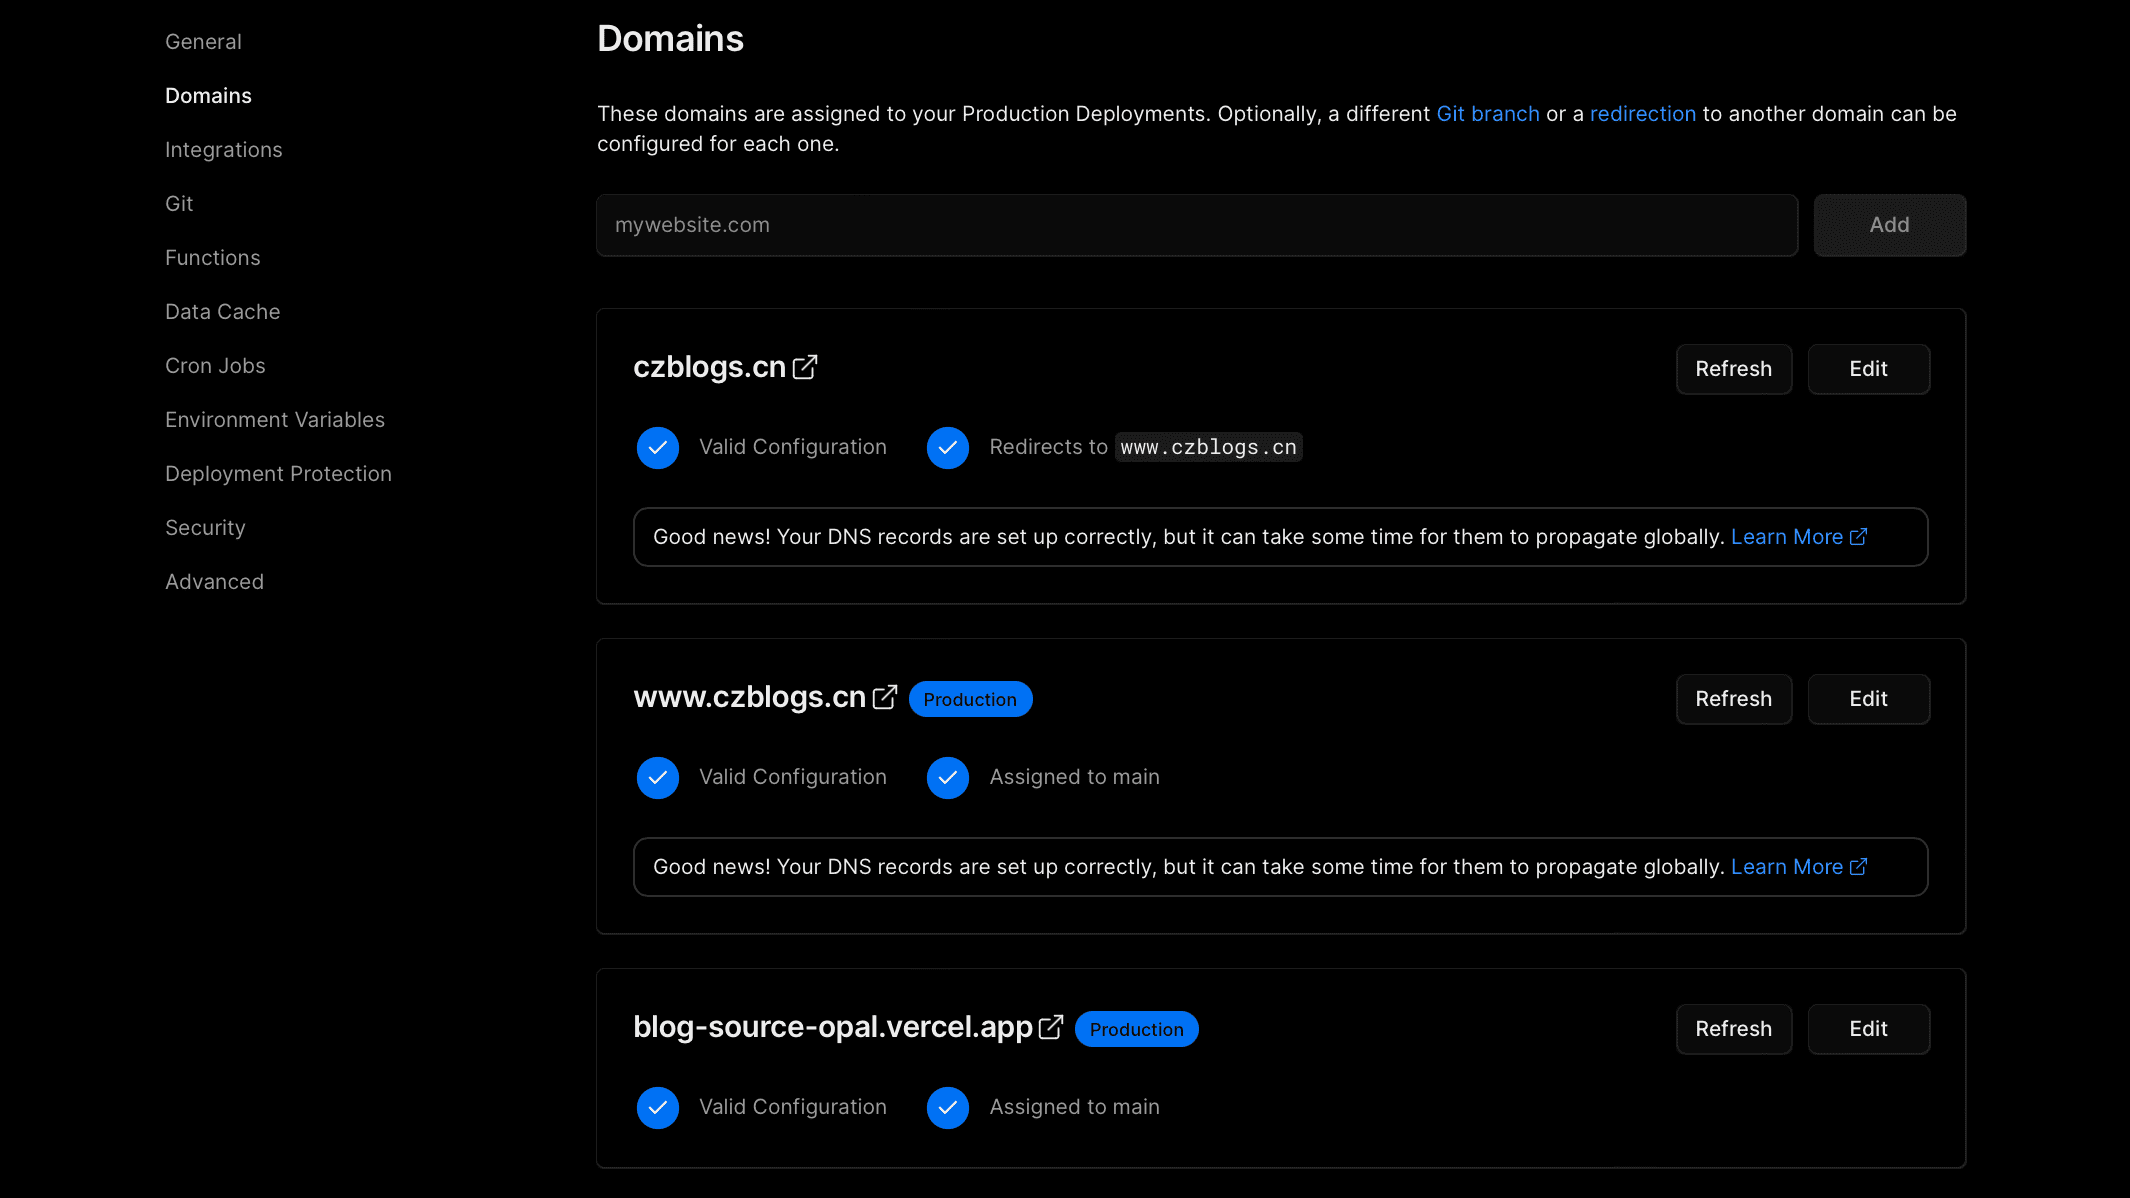 General
Domains
Integrations
Git
Functions
Data Cache
Cron Jobs
Environment Variables
Deployment Protection
Security
Advanced
Domains
These domains are assigned to your Production Deployments. Optionally, a different Git branch or a redirection to another domain can be
configured for each one.
mywebsite.com
Add
czblogs.cn
Refresh
Edit
Valid Configuration
Redirects to www.czblogs.cn
Good news! Your DNS records are set up correctly, but it can take some time for them to propagate globally. Learn More
www.czblogs.cn
Production
Refresh
Edit
Valid Configuration
Assigned to main
Good news! Your DNS records are set up correctly, but it can take some time for them to propagate globally. Learn More
blog-source-opal.vercel.app
Production
Refresh
Edit
Valid Configuration
Assigned to main